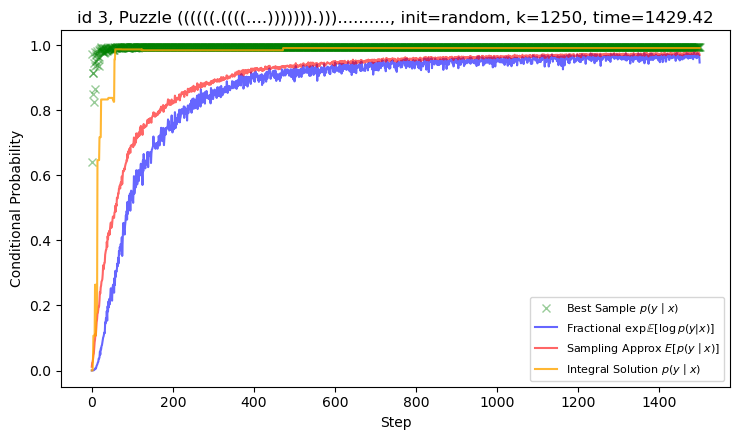 id 3, Puzzle ((((((.((((....))))))).))).........., init=random, k=1250, time=1429.42
1.0
0.8
0.6
0.4
0.2
0.0
Conditional Probability
0
200
400
600
800
1000
1200
1400
Step
Best Sample p(y | x)
Fractional exp𝔼[log p(y|x)]
Sampling Approx E[p(y | x)]
Integral Solution p(y | x)